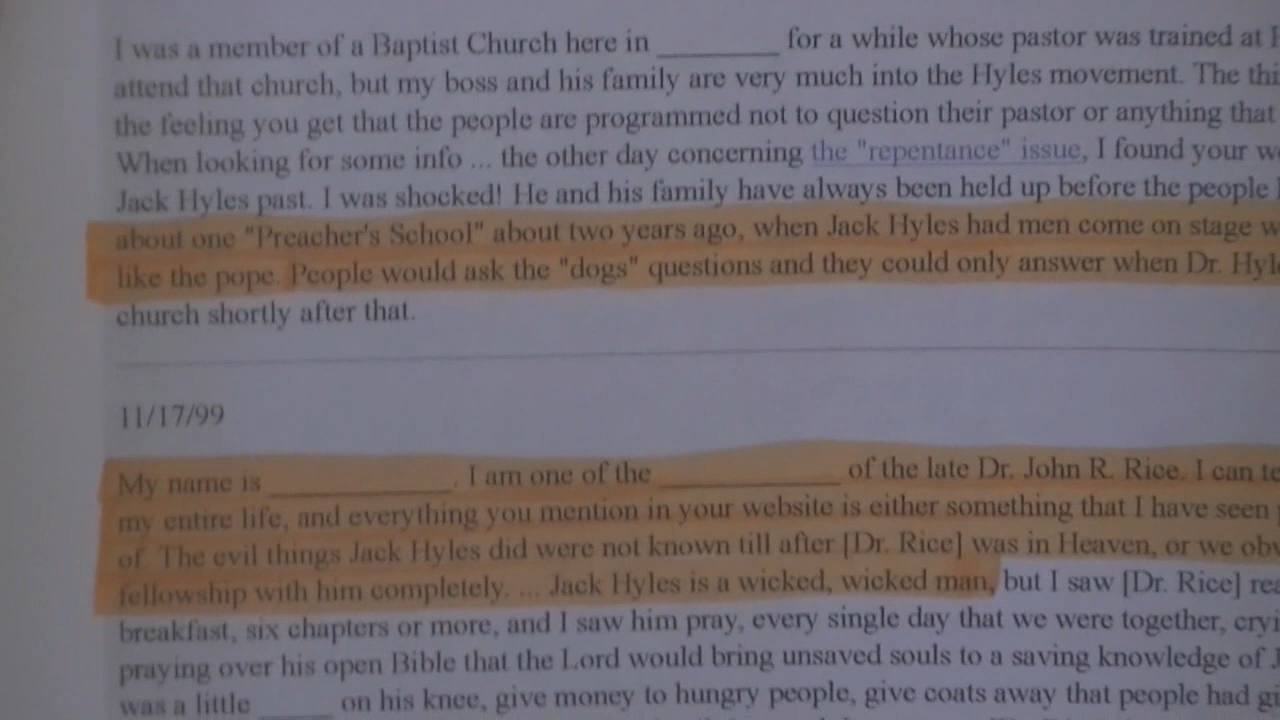 I was a member of a Baptist Church here in ________ for a while whose pastor was trained at
attend that church, but my boss and his family are very much into the Hyles movement. The
the feeling you get that the people are programmed not to question their pastor or anything that
When looking for some info ... the other day concerning the "repentance" issue, I found your
Jack Hyles past. I was shocked! He and his family have always been held up before the people
about one "Preacher's School" about two years ago, when Jack Hyles had men come on stage
like the pope. People would ask the "dogs" questions and they could only answer when Dr.
church shortly after that.
11/17/99
My name is ____________. I am one of the ____________ of the late Dr. John R. Rice. I can
my entire life, and everything you mention in your website is either something that I have seen
of. The evil things Jack Hyles did were not known till after [Dr. Rice] was in Heaven, or we
fellowship with him completely. ... Jack Hyles is a wicked, wicked man, but I saw [Dr. Rice]
breakfast, six chapters or more, and I saw him pray, every single day that we were together,
praying over his open Bible that the Lord would bring unsaved souls to a saving knowledge of
was a little _____ on his knee, give money to hungry people, give coats away that people had